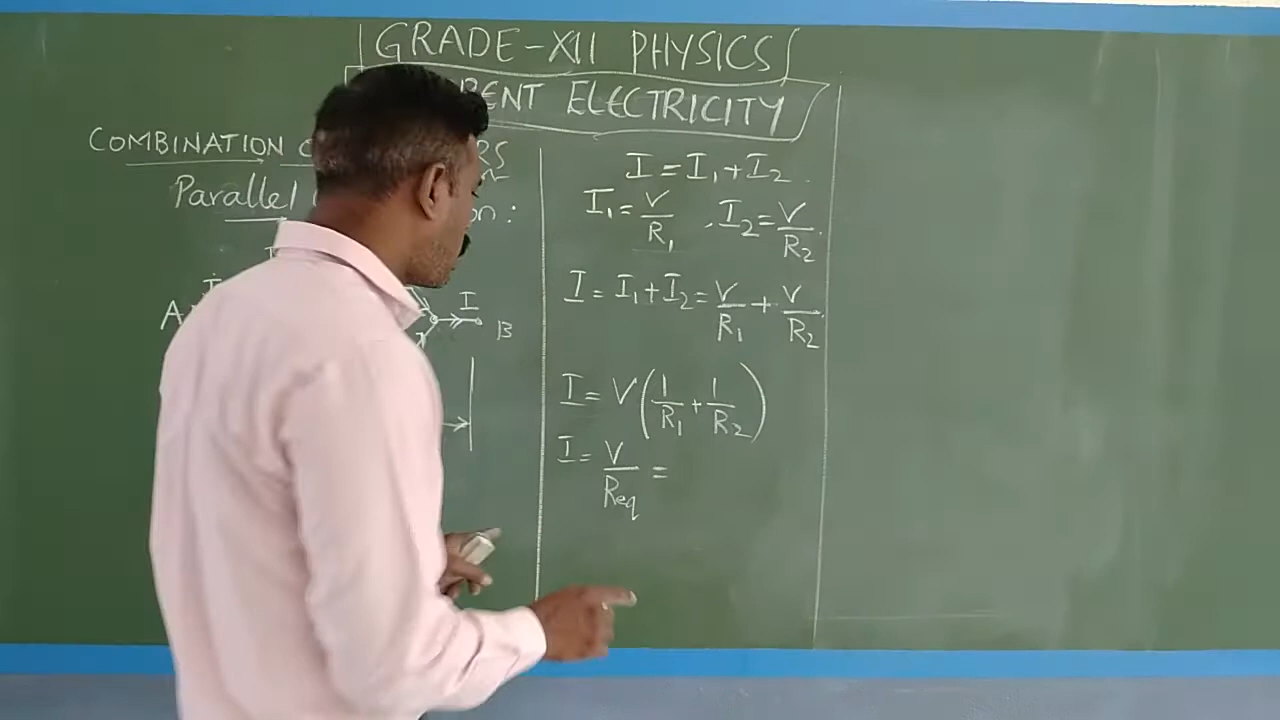 GRADE-XII PHYSICS
ELECTRICITY
COMBINATION
Parallel
A
I
B
I = I₁ + I₂.
I₁ = V/R₁ , I₂ = V/R₂.
I = I₁ + I₂ = V/R₁ + V/R₂.
I = V(1/R₁ + 1/R₂)
I = V/Req =